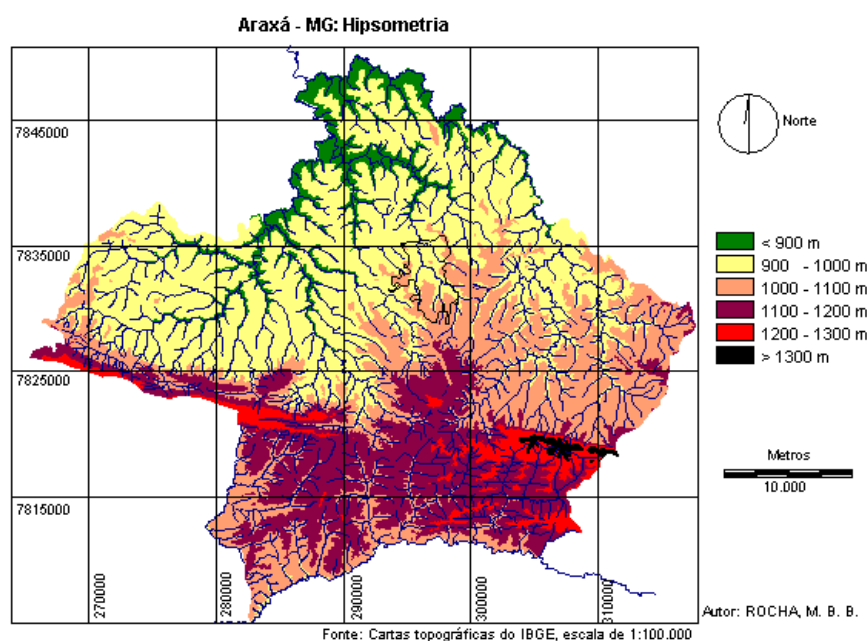 Araxá - MG: Hipsometria
7845000
7835000
7825000
7815000
270000
280000
290000
300000
310000
Norte
< 900 m
900 - 1000 m
1000 - 1100 m
1100 - 1200 m
1200 - 1300 m
> 1300 m
Metros
10.000
Autor: ROCHA, M. B. B.
Fonte: Cartas topográficas do IBGE, escala de 1:100.000